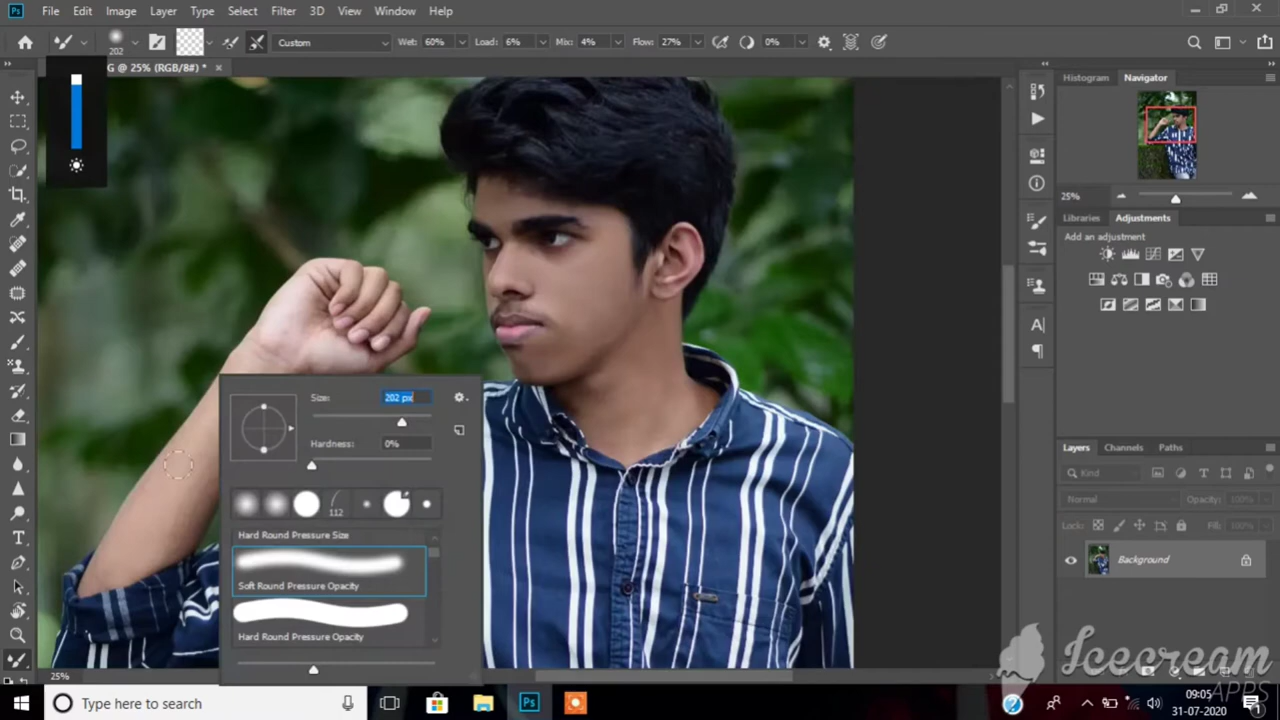 Ps File Edit Image Layer Type Select Filter 3D View Window Help
202 Custom Wet: 60% Load: 6% Mix: 4% Flow: 27% 0%
G @ 25% (RGB/8#) * ×
Histogram Navigator
25%
Libraries Adjustments
Add an adjustment
Size: 202 px
Hardness: 0%
112
Hard Round Pressure Size
Soft Round Pressure Opacity
Hard Round Pressure Opacity
A
Layers Channels Paths
Kind T
Normal Opacity: 100%
Lock: Fill: 100%
Background
T
25%
Icecream
APPS
Type here to search
Ps
09:05
31-07-2020
1